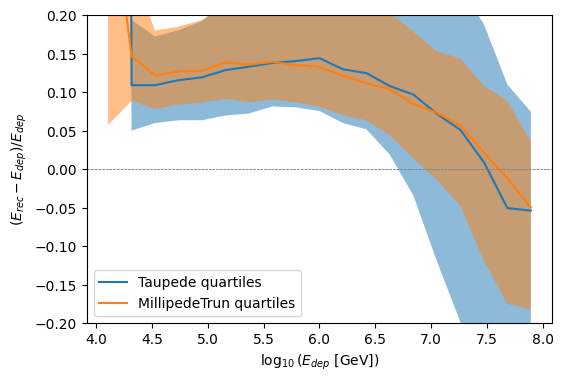 0.20
0.15
0.10
0.05
0.00
−0.05
−0.10
−0.15
−0.20
(E_rec − E_dep)/E_dep
Taupede quartiles
MillipedeTrun quartiles
4.0 4.5 5.0 5.5 6.0 6.5 7.0 7.5 8.0
log₁₀(E_dep [GeV])